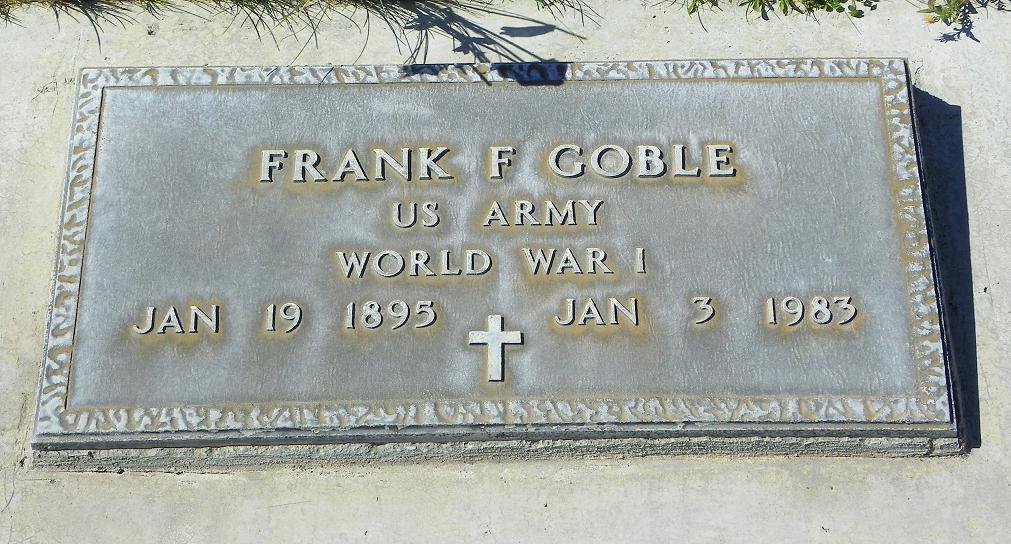 FRANK F GOBLE
US ARMY
WORLD WAR I
JAN 19 1895 JAN 3 1983